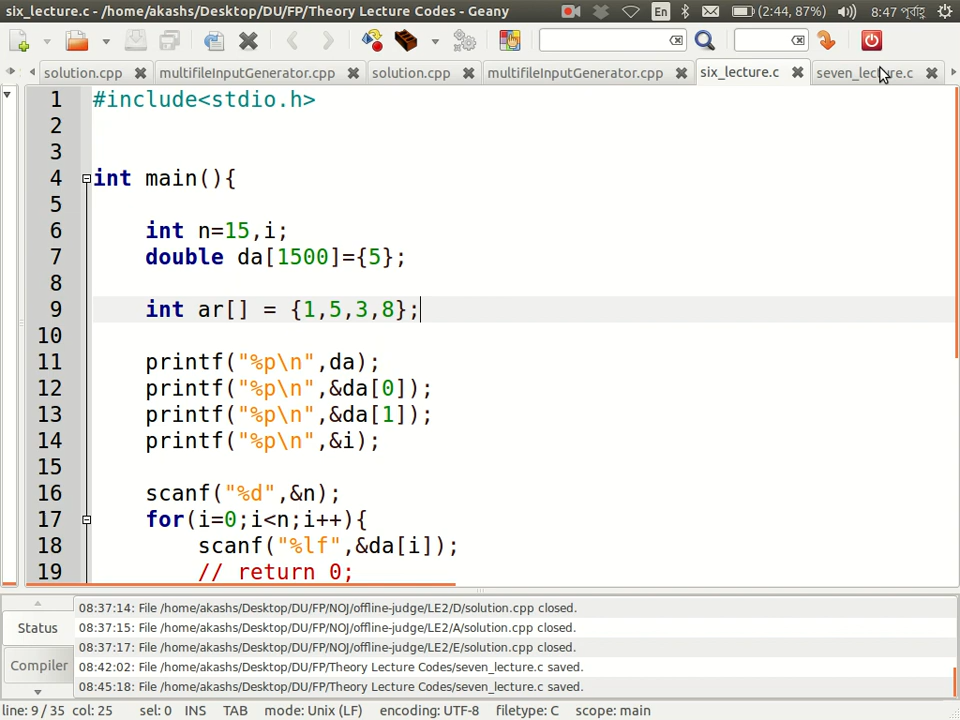 six_lecture.c - /home/akashs/Desktop/DU/FP/Theory Lecture Codes - Geany
En
(2:44, 87%)
8:47 পূর্বাহ্ন
solution.cpp
multifileInputGenerator.cpp
solution.cpp
multifileInputGenerator.cpp
six_lecture.c
seven_lecture.c
1 #include<stdio.h>
2
3
4 int main(){
5
6 int n=15,i;
7 double da[1500]={5};
8
9 int ar[] = {1,5,3,8};
10
11 printf("%p\n",da);
12 printf("%p\n",&da[0]);
13 printf("%p\n",&da[1]);
14 printf("%p\n",&i);
15
16 scanf("%d",&n);
17 for(i=0;i<n;i++){
18 scanf("%lf",&da[i]);
19 // return 0;
Status
Compiler
08:37:14: File /home/akashs/Desktop/DU/FP/NOJ/offline-judge/LE2/D/solution.cpp closed.
08:37:15: File /home/akashs/Desktop/DU/FP/NOJ/offline-judge/LE2/A/solution.cpp closed.
08:37:17: File /home/akashs/Desktop/DU/FP/NOJ/offline-judge/LE2/E/solution.cpp closed.
08:42:02: File /home/akashs/Desktop/DU/FP/Theory Lecture Codes/seven_lecture.c saved.
08:45:18: File /home/akashs/Desktop/DU/FP/Theory Lecture Codes/seven_lecture.c saved.
line: 9 / 35 col: 25 sel: 0 INS TAB mode: Unix (LF) encoding: UTF-8 filetype: C scope: main